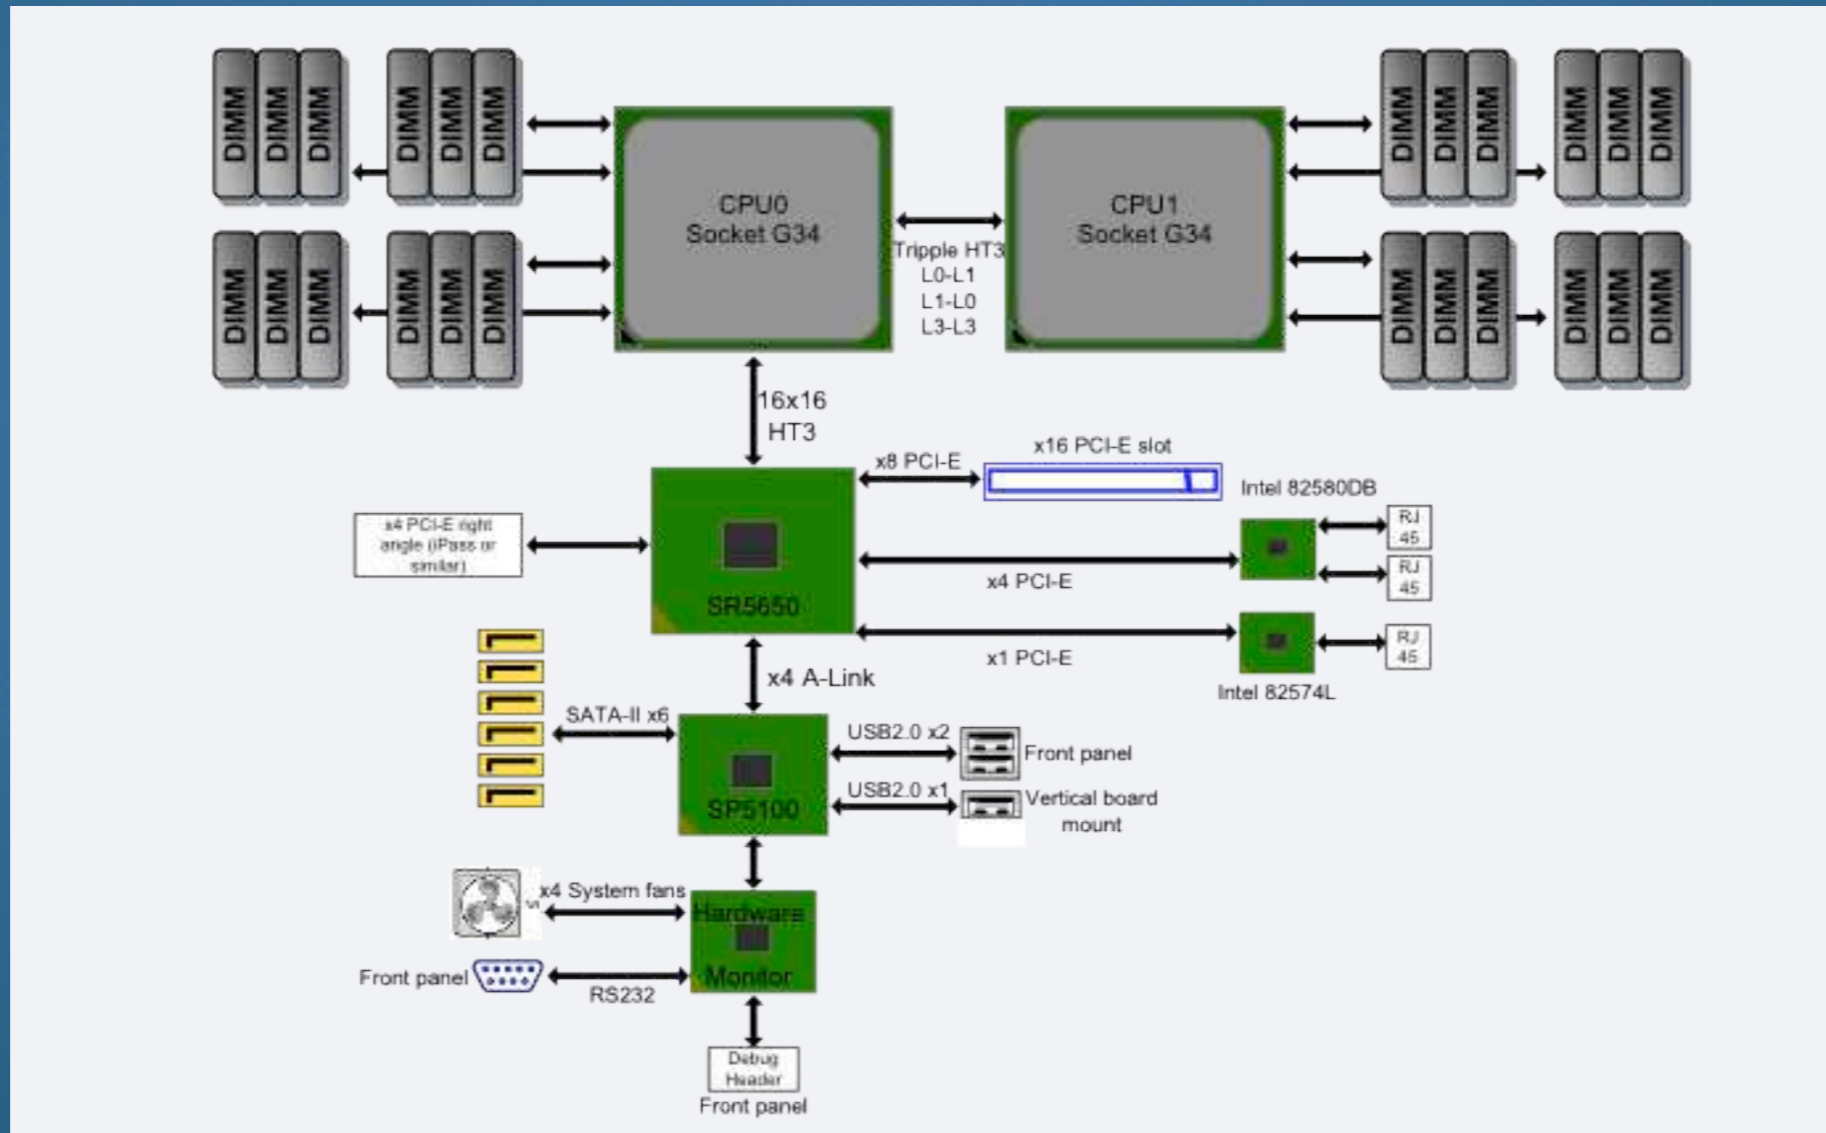 DIMM DIMM DIMM
DIMM DIMM DIMM
DIMM DIMM DIMM
DIMM DIMM DIMM
CPU0
Socket G34
Tripple HT3
L0-L1
L1-L0
L3-L3
CPU1
Socket G34
DIMM DIMM DIMM
DIMM DIMM DIMM
DIMM DIMM DIMM
DIMM DIMM DIMM
16x16
HT3
x8 PCI-E
x16 PCI-E slot
Intel 82580DB
RJ
45
RJ
45
x4 PCI-E right
angle (iPass or
similar)
SR5650
x4 PCI-E
x1 PCI-E
RJ
45
Intel 82574L
x4 A-Link
SATA-II x6
SP5100
USB2.0 x2
Front panel
USB2.0 x1
Vertical board
mount
x4 System fans
Hardware
Monitor
Front panel
RS232
Debug
Header
Front panel